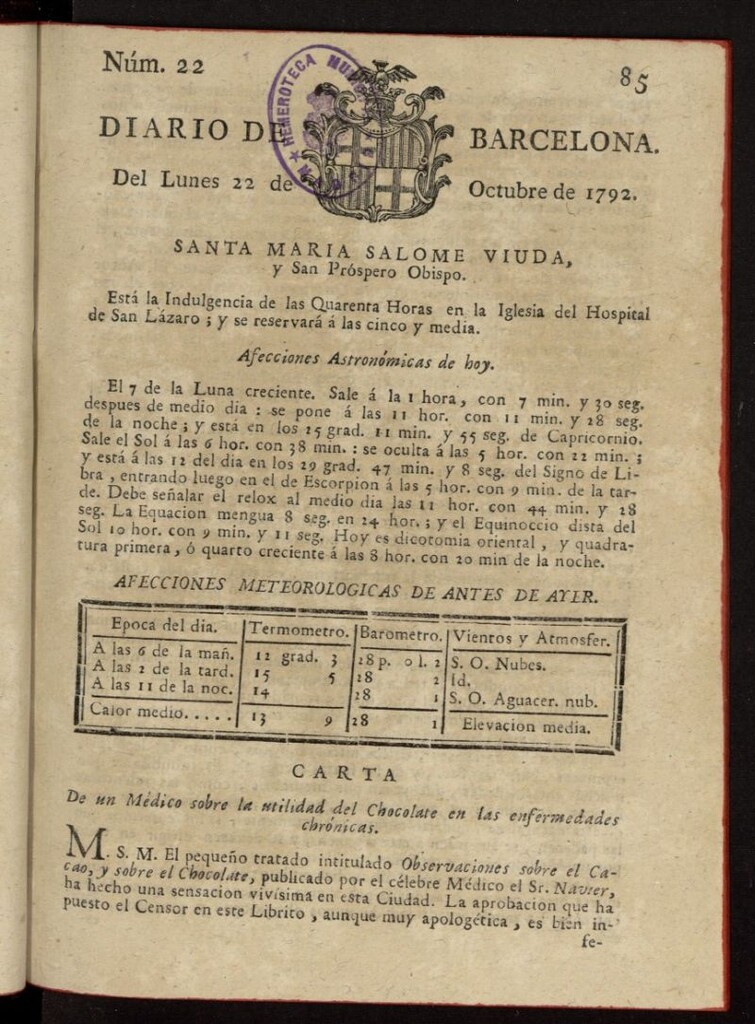 Núm. 22
85
HEMEROTECA MUN
DIARIO DE BARCELONA.
Del Lunes 22 de Octubre de 1792.
SANTA MARIA SALOME VIUDA,
y San Próspero Obispo.
Está la Indulgencia de las Quarenta Horas en la Iglesia del Hospital
de San Lázaro ; y se reservará á las cinco y media.
Afecciones Astronómicas de hoy.
El 7 de la Luna creciente. Sale á la 1 hora, con 7 min. y 30 seg.
despues de medio dia : se pone á las 11 hor. con 11 min. y 28 seg.
de la noche ; y está en los 15 grad. 11 min. y 55 seg. de Capricornio.
Sale el Sol á las 6 hor. con 38 min. : se oculta á las 5 hor. con 22 min. ;
y está á las 12 del dia en los 29 grad. 47 min. y 8 seg. del Signo de Li-
bra , entrando luego en el de Escorpion á las 5 hor. con 9 min. de la tar-
de. Debe señalar el relox al medio dia las 11 hor. con 44 min. y 28
seg. La Equacion mengua 8 seg. en 24 hor. ; y el Equinoccio dista del
Sol 10 hor. con 9 min. y 11 seg. Hoy es dicotomia oriental , y quadra-
tura primera, ó quarto creciente á las 8 hor. con 20 min de la noche.
AFECCIONES METEOROLOGICAS DE ANTES DE AYER.
Epoca del dia. Termometro. Barometro. Vientos y Atmosfer.
A las 6 de la mañ. 12 grad. 3 28 p. 0 l. 2 S. O. Nubes.
A las 2 de la tard. 15 5 28 2 Id.
A las 11 de la noc. 14 28 1 S. O. Aguacer. nub.
Calor medio..... 13 9 28 1 Elevacion media.
CARTA
De un Médico sobre la utilidad del Chocolate en las enfermedades
chrónicas.
M. S. M. El pequeño tratado intitulado Observaciones sobre el Ca-
cao, y sobre el Chocolate, publicado por el célebre Médico el Sr. Navier,
ha hecho una sensacion vivísima en esta Ciudad. La aprobacion que ha
puesto el Censor en este Librito , aunque muy apologética , es bien in-
fe-